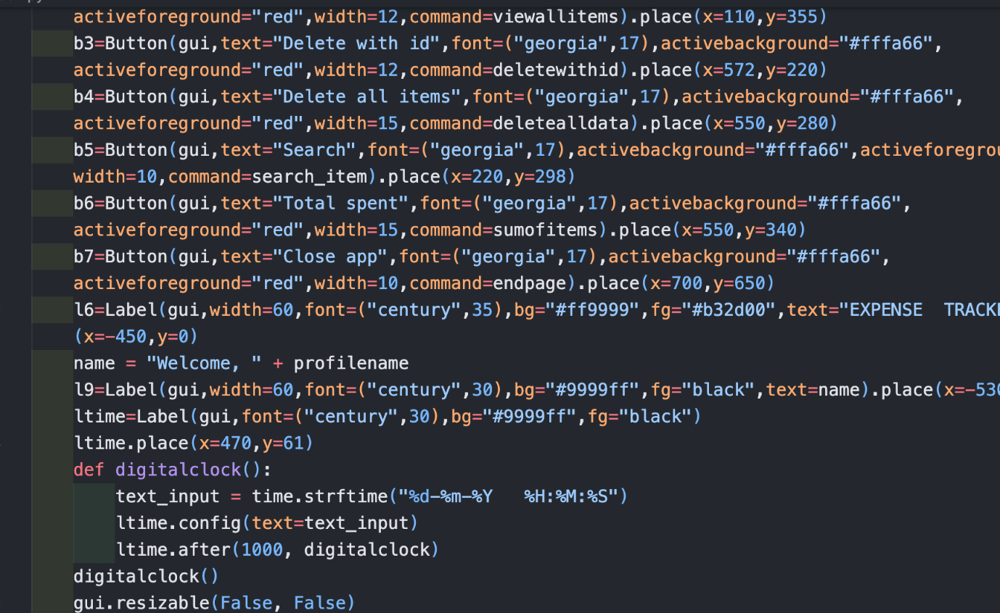 activeforeground="red",width=12,command=viewallitems).place(x=110,y=355)
b3=Button(gui,text="Delete with id",font=("georgia",17),activebackground="#fffa66",
activeforeground="red",width=12,command=deletewithid).place(x=572,y=220)
b4=Button(gui,text="Delete all items",font=("georgia",17),activebackground="#fffa66",
activeforeground="red",width=15,command=deletealldata).place(x=550,y=280)
b5=Button(gui,text="Search",font=("georgia",17),activebackground="#fffa66",
width=10,command=search_item).place(x=220,y=298)
b6=Button(gui,text="Total spent",font=("georgia",17),activebackground="#fffa66",
activeforeground="red",width=15,command=sumofitems).place(x=550,y=340)
b7=Button(gui,text="Close app",font=("georgia",17),activebackground="#fffa66",
activeforeground="red",width=10,command=endpage).place(x=700,y=650)
l6=Label(gui,width=60,font=("century",35),bg="#ff9999",fg="#b32d00",text="EXPENSE  
(x=-450,y=0)
name = "Welcome, " + profilename
l9=Label(gui,width=60,font=("century",30),bg="#9999ff",fg="black",text=name).place(x=-530
ltime=Label(gui,font=("century",30),bg="#9999ff",fg="black")
ltime.place(x=470,y=61)
def digitalclock():
    text_input = time.strftime("%d-%m-%Y   %H:%M:%S")
    ltime.config(text=text_input)
    ltime.after(1000, digitalclock)
digitalclock()
gui.resizable(False, False)